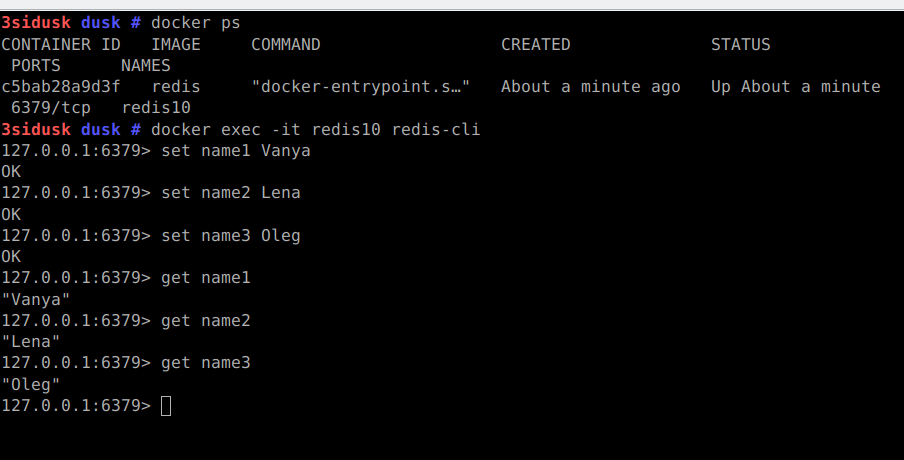 3sidusk dusk # docker ps
CONTAINER ID   IMAGE     COMMAND                  CREATED              STATUS
 PORTS      NAMES
c5bab28a9d3f   redis     "docker-entrypoint.s…"   About a minute ago   Up About a minute
 6379/tcp   redis10
3sidusk dusk # docker exec -it redis10 redis-cli
127.0.0.1:6379> set name1 Vanya
OK
127.0.0.1:6379> set name2 Lena
OK
127.0.0.1:6379> set name3 Oleg
OK
127.0.0.1:6379> get name1
"Vanya"
127.0.0.1:6379> get name2
"Lena"
127.0.0.1:6379> get name3
"Oleg"
127.0.0.1:6379>